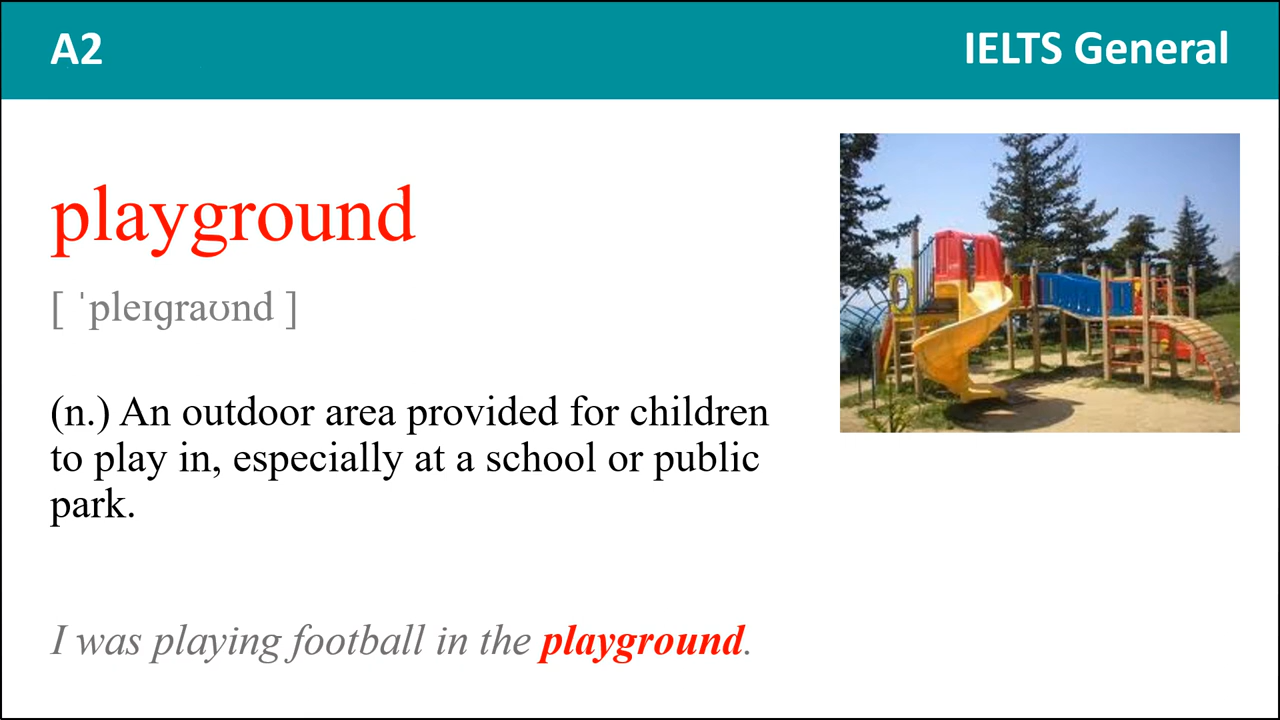 A2
IELTS General
playground
[ ˈpleɪɡraʊnd ]
(n.) An outdoor area provided for children
to play in, especially at a school or public
park.
I was playing football in the playground.